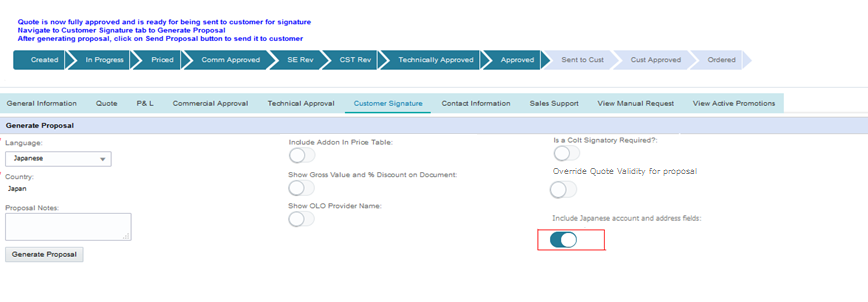 Quote is now fully approved and is ready for being sent to customer for signature
Navigate to Customer Signature tab to Generate Proposal
After generating proposal, click on Send Proposal button to send it to customer
Created In Progress Priced Comm Approved SE Rev CST Rev Technically Approved Approved Sent to Cust Cust Approved Ordered
General Information Quote P& L Commercial Approval Technical Approval Customer Signature Contact Information Sales Support View Manual Request View Active Promotions
Generate Proposal
* Language:
Japanese
* Country:
Japan
Proposal Notes:
Generate Proposal
Include Addon In Price Table:
Show Gross Value and % Discount on Document:
Show OLO Provider Name:
Is a Colt Signatory Required?:
Override Quote Validity for proposal
Include Japanese account and address fields: